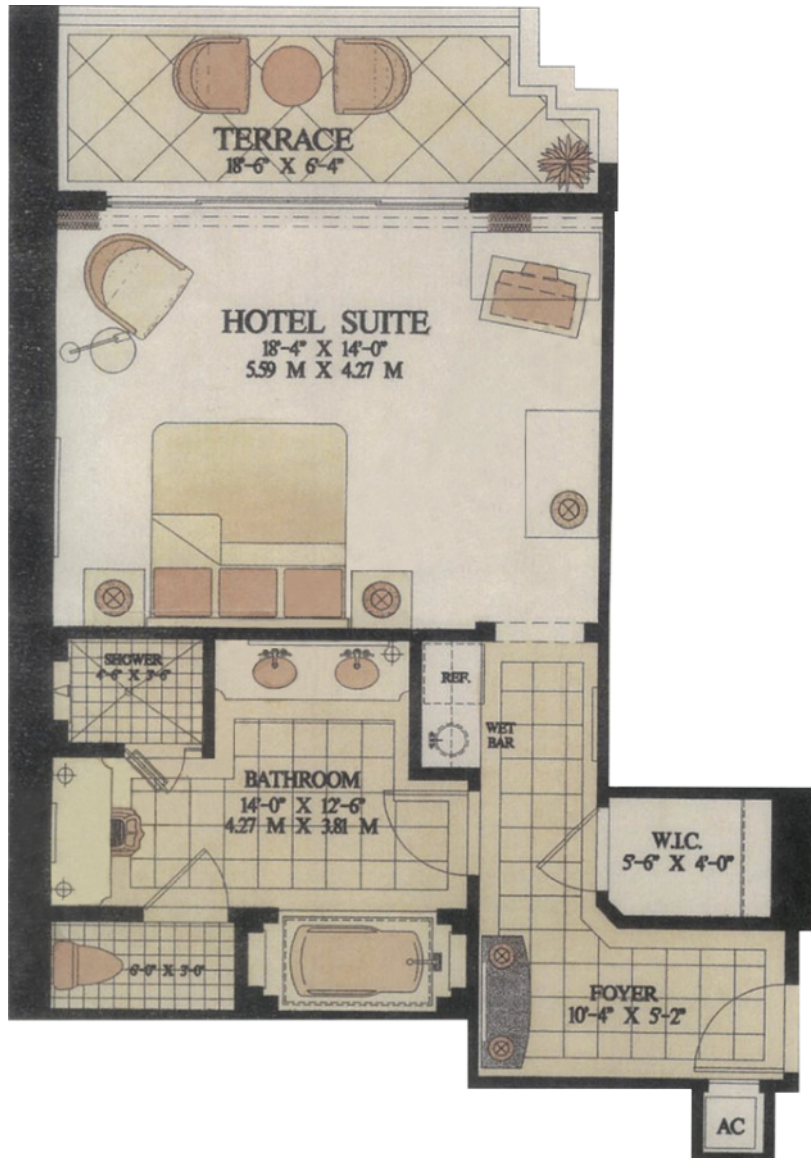 TERRACE
18'-6" X 6'-4"
HOTEL SUITE
18'-4" X 14'-0"
5.59 M X 4.27 M
SHOWER
4'-6" X 3'-6"
REF.
WET
BAR
BATHROOM
14'-0" X 12'-6"
4.27 M X 3.81 M
W.I.C.
5'-6" X 4'-0"
6'-0" X 3'-0"
FOYER
10'-4" X 5'-2"
AC